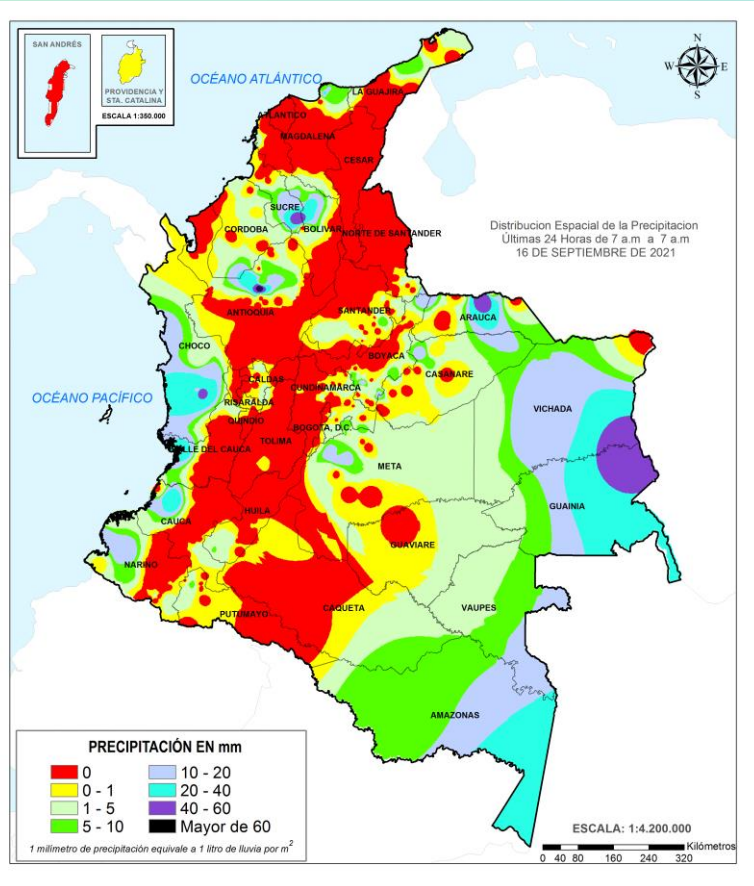 SAN ANDRÉS
PROVIDENCIA Y
STA. CATALINA
ESCALA 1:350.000
OCÉANO ATLÁNTICO
N
W E
S
LA GUAJIRA
ATLANTICO
MAGDALENA
CESAR
SUCRE
CORDOBA
BOLIVAR
NORTE DE SANTANDER
Distribucion Espacial de la Precipitacion
Últimas 24 Horas de 7 a.m a 7 a.m
16 DE SEPTIEMBRE DE 2021
ANTIOQUIA
SANTANDER
ARAUCA
CHOCO
BOYACA
CASANARE
CALDAS
CUNDINAMARCA
OCÉANO PACÍFICO
RISARALDA
VICHADA
QUINDIO
BOGOTA, D.C.
TOLIMA
VALLE DEL CAUCA
META
GUAINIA
HUILA
CAUCA
GUAVIARE
NARIÑO
CAQUETA
VAUPES
PUTUMAYO
AMAZONAS
PRECIPITACIÓN EN mm
0
0 - 1
1 - 5
5 - 10
10 - 20
20 - 40
40 - 60
Mayor de 60
1 milímetro de precipitación equivale a 1 litro de lluvia por m2
ESCALA: 1:4.200.000
Kilómetros
0 40 80 160 240 320